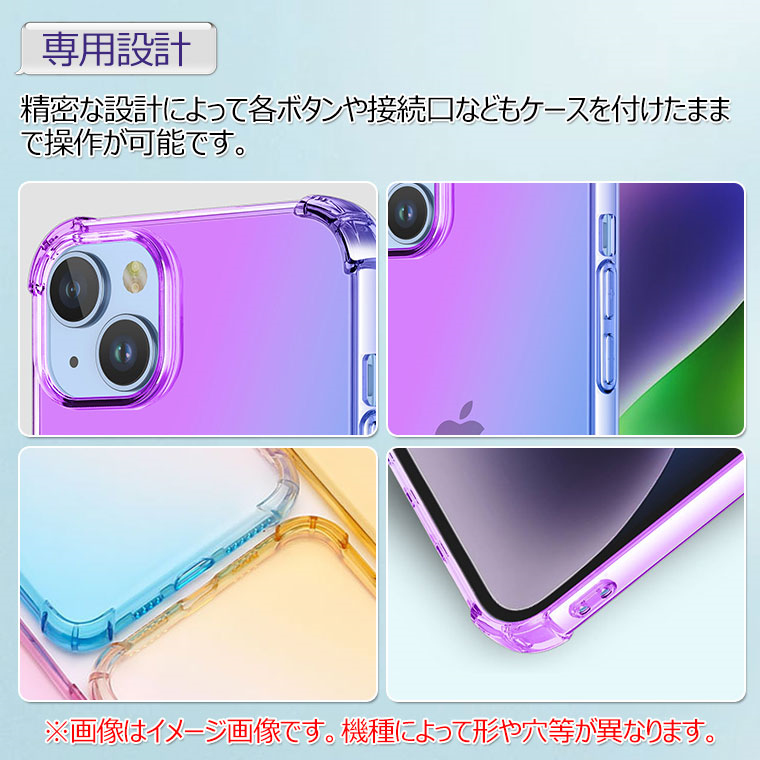 専用設計
精密な設計によって各ボタンや接続口などもケースを付けたまま
で操作が可能です。
※画像はイメージ画像です。機種によって形や穴等が異なります。